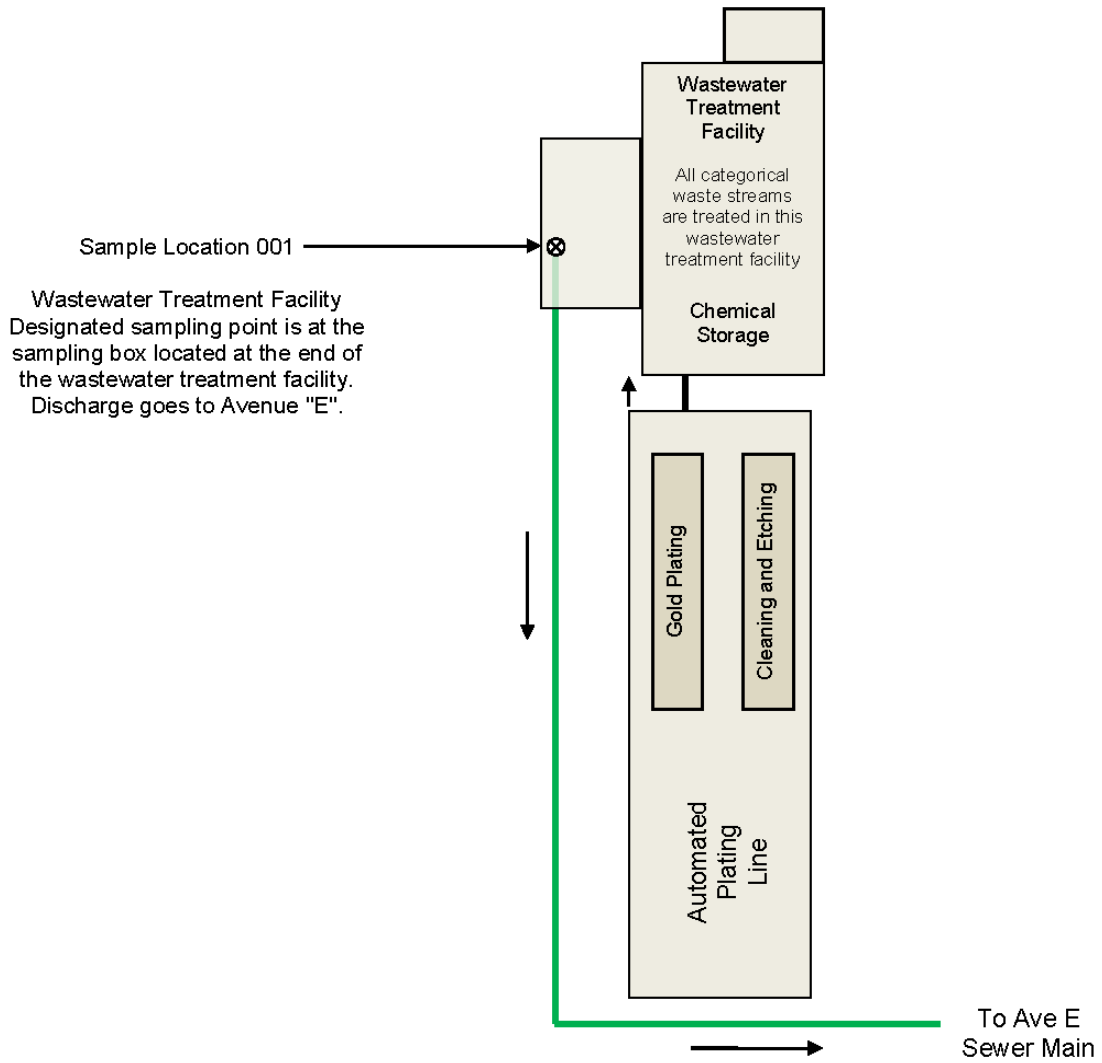 Wastewater
Treatment
Facility
All categorical
waste streams
are treated in this
wastewater
treatment facility
Chemical
Storage
Sample Location 001
Wastewater Treatment Facility
Designated sampling point is at the
sampling box located at the end of
the wastewater treatment facility.
Discharge goes to Avenue "E".
Gold Plating
Cleaning and Etching
Automated
Plating
Line
To Ave E
Sewer Main